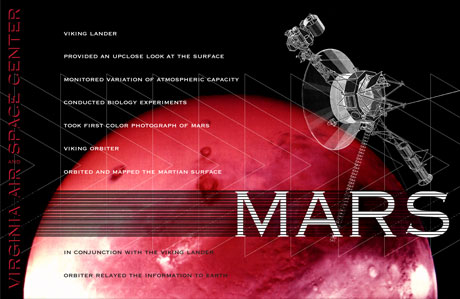 VIRGINIA AIR+SPACE CENTER
VIKING LANDER
PROVIDED AN UPCLOSE LOOK AT THE SURFACE
MONITORED VARIATION OF ATMOSPHERIC CAPACITY
CONDUCTED BIOLOGY EXPERIMENTS
TOOK FIRST COLOR PHOTOGRAPH OF MARS
VIKING ORBITER
ORBITED AND MAPPED THE MARTIAN SURFACE
MARS
IN CONJUNCTION WITH THE VIKING LANDER
ORBITER RELAYED THE INFORMATION TO EARTH